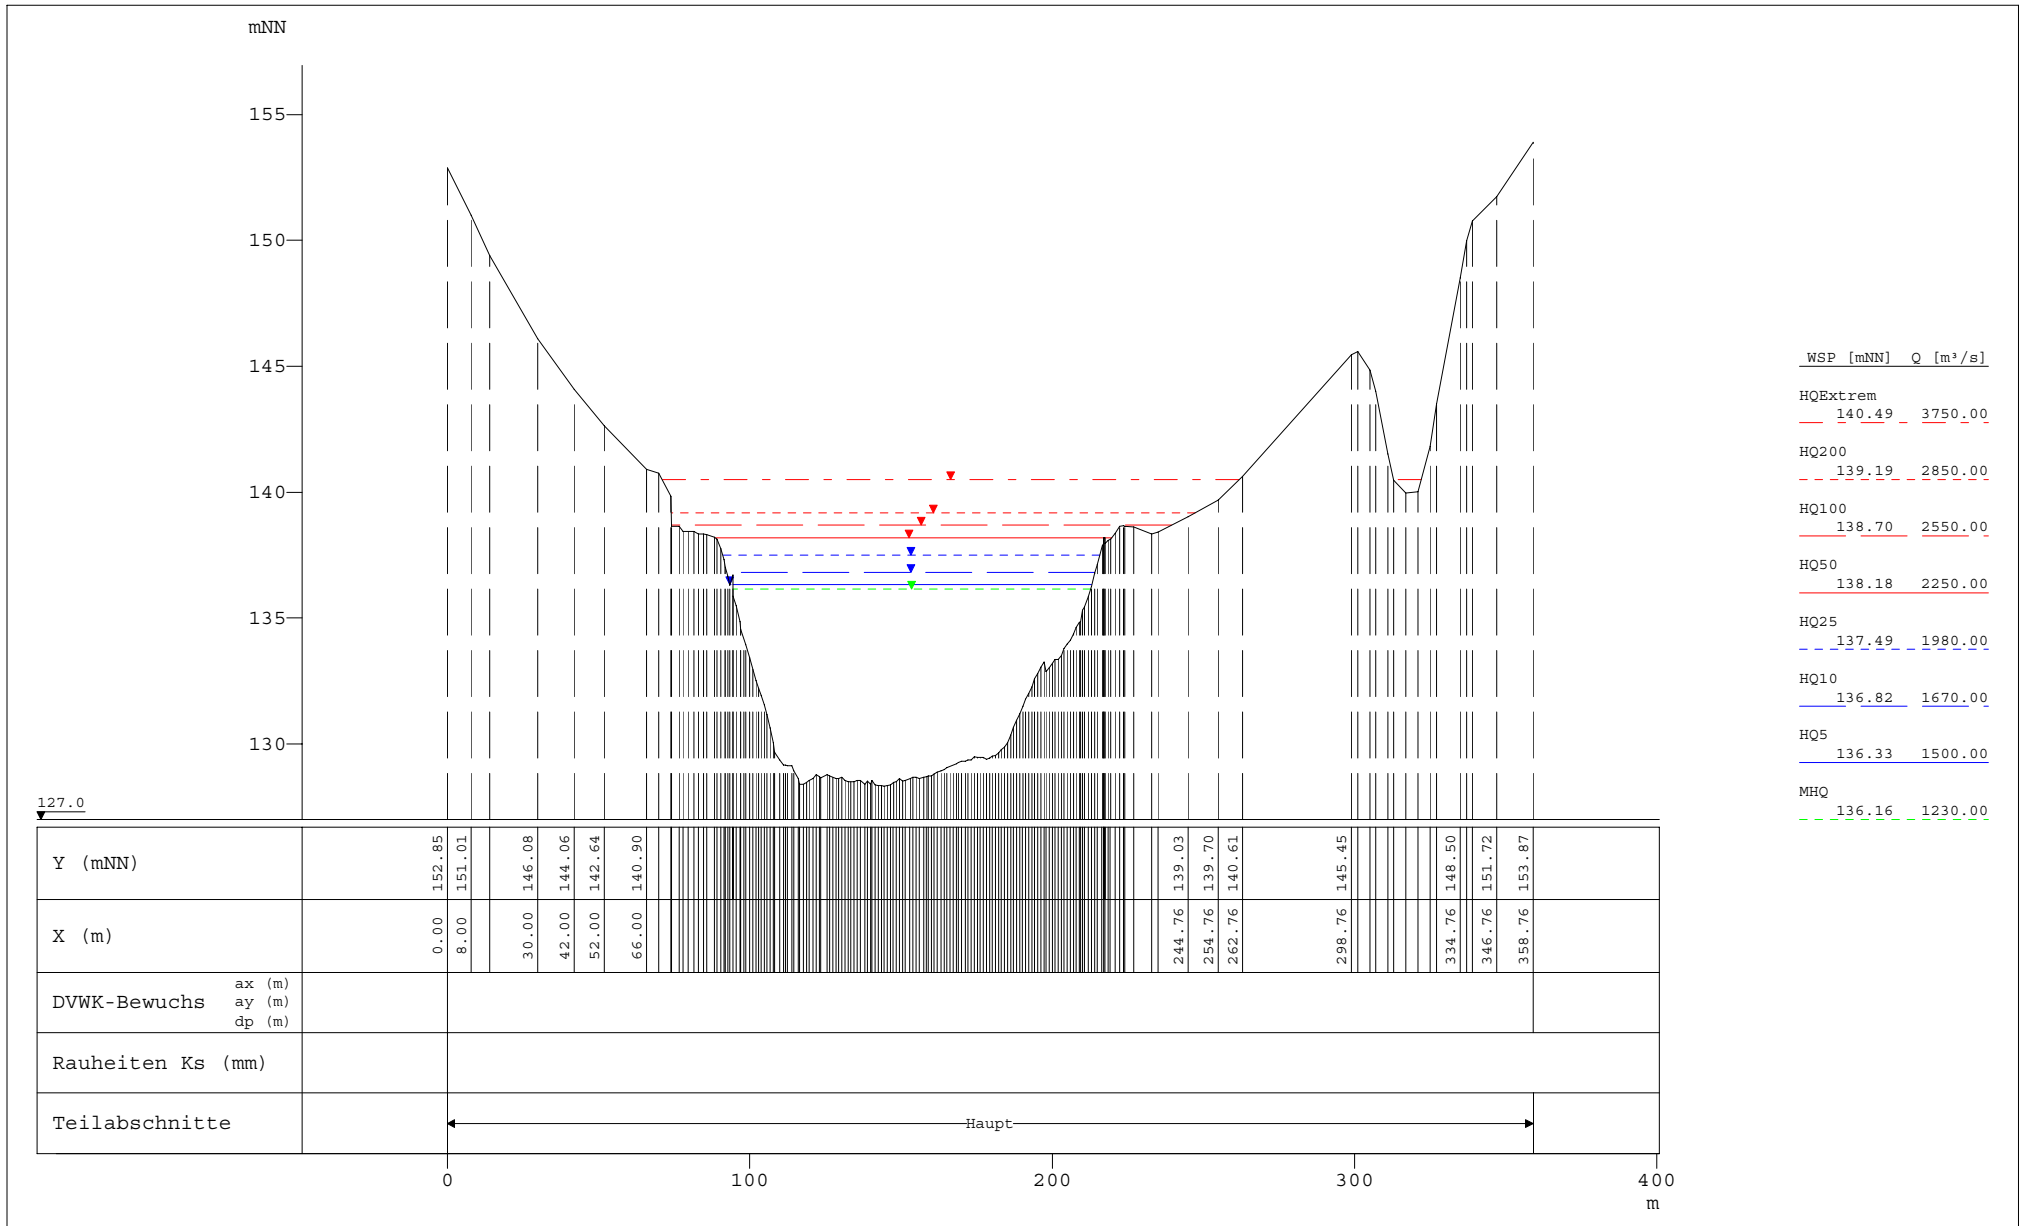 mNN
155
150
145
140
135
130
127.0
WSP [mNN] Q [m³/s]
HQExtrem
140.49 3750.00
HQ200
139.19 2850.00
HQ100
138.70 2550.00
HQ50
138.18 2250.00
HQ25
137.49 1980.00
HQ10
136.82 1670.00
HQ5
136.33 1500.00
MHQ
136.16 1230.00
Y (mNN)
152.85 151.01 146.08 144.06 142.64 140.90 139.03 139.70 140.61 145.45 148.50 151.72 153.87
X (m)
0.00 8.00 30.00 42.00 52.00 66.00 244.76 254.76 262.76 298.76 334.76 346.76 358.76
DVWK-Bewuchs
ax (m)
ay (m)
dp (m)
Rauheiten Ks (mm)
Teilabschnitte
Haupt
0 100 200 300 400
m